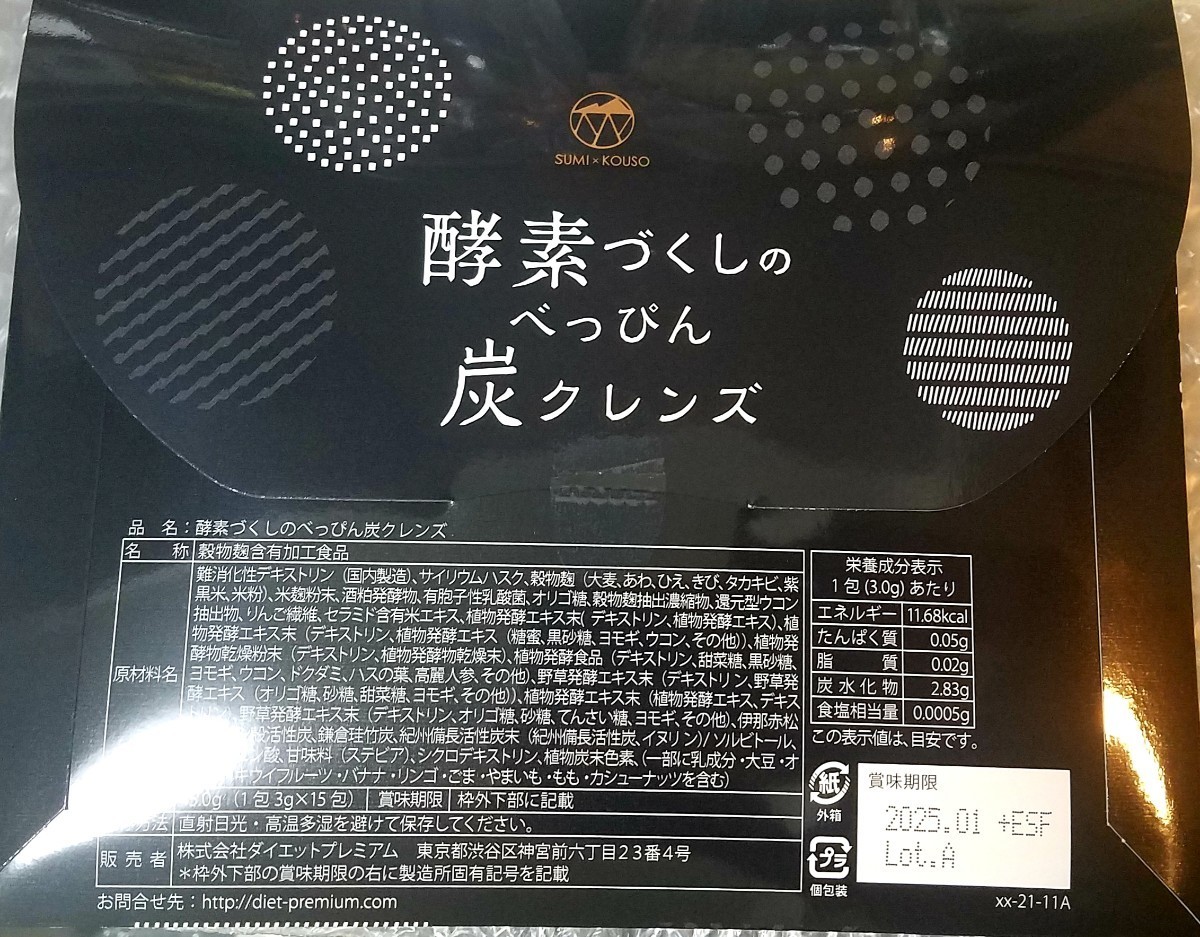 SUMI×KOUSO
酵素づくしの
べっぴん
炭クレンズ
品 名：酵素づくしのべっぴん炭クレンズ
名 称 穀物麹含有加工食品
原材料名
難消化性デキストリン（国内製造）、サイリウムハスク、穀物麹（大麦、あわ、ひえ、きび、タカキビ、紫
黒米、米粉）、米麹粉末、酒粕発酵物、有胞子性乳酸菌、オリゴ糖、穀物麹抽出濃縮物、還元型ウコン
抽出物、りんご繊維、セラミド含有米エキス、植物発酵エキス末（デキストリン、植物発酵エキス）、植
物発酵エキス末（デキストリン、植物発酵エキス（糖蜜、黒砂糖、ヨモギ、ウコン、その他））、植物発
酵物乾燥粉末（デキストリン、植物発酵物乾燥末）、植物発酵食品（デキストリン、甜菜糖、黒砂糖、
ヨモギ、ウコン、ドクダミ、ハスの葉、高麗人参、その他）、野草発酵エキス末（デキストリン、野草発
酵エキス（オリゴ糖、砂糖、甜菜糖、ヨモギ、その他））、植物発酵エキス末（植物発酵エキス、デキス
、野草発酵エキス末（デキストリン、オリゴ糖、砂糖、てんさい糖、ヨモギ、その他）、伊那赤松
活性炭、鎌倉珪竹炭、紀州備長活性炭末（紀州備長活性炭、イヌリン）/ソルビトール、
酸、甘味料（ステビア）、シクロデキストリン、植物炭末色素、（一部に乳成分・大豆・オ
キウイフルーツ・バナナ・リンゴ・ごま・やまいも・もも・カシューナッツを含む）
.0g（1包3g×15包） 賞味期限 枠外下部に記載
方法 直射日光・高温多湿を避けて保存してください。
販売者 株式会社ダイエットプレミアム 東京都渋谷区神宮前六丁目23番4号
＊枠外下部の賞味期限の右に製造所固有記号を記載
お問合せ先：http://diet-premium.com
栄養成分表示
1包(3.0g)あたり
エネルギー 11.68kcal
たんぱく質 0.05g
脂質 0.02g
炭水化物 2.83g
食塩相当量 0.0005g
この表示値は、目安です。
紙
外箱
プラ
個包装
賞味期限
2025.01 +ESF
Lot.A
xx-21-11A